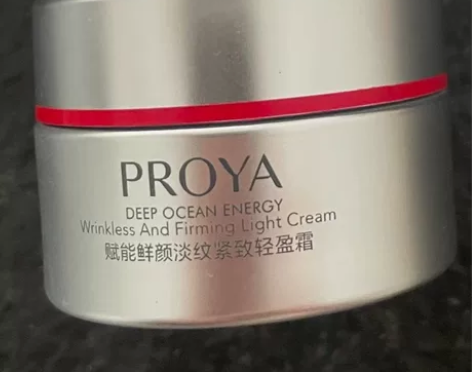 PROYA
DEEP OCEAN ENERGY
Wrinkless And Firming Light Cream
赋能鲜颜淡纹紧致轻盈霜